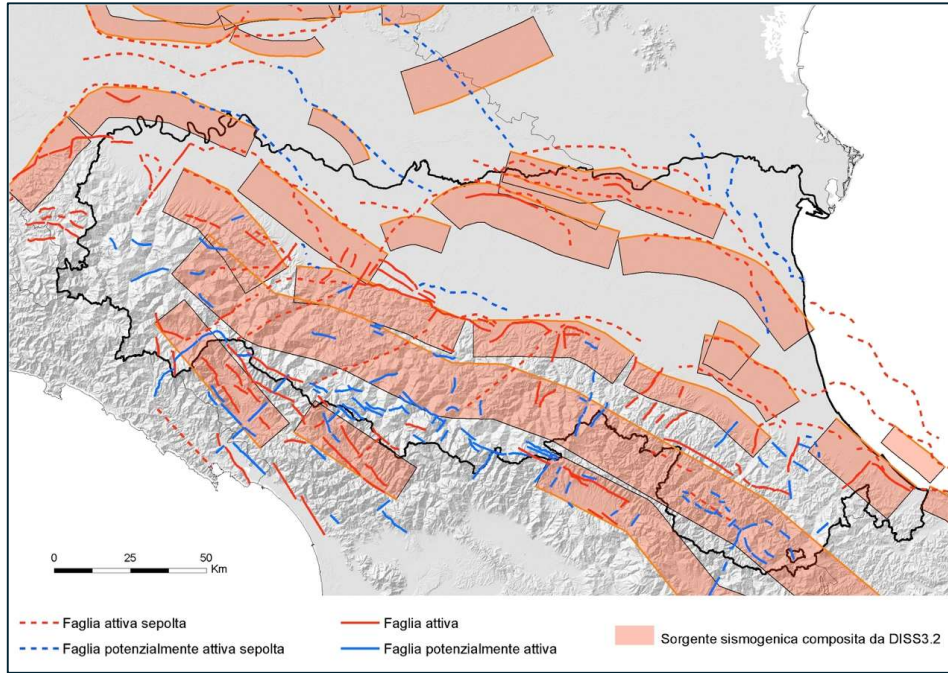 0 25 50
Km
Faglia attiva sepolta
Faglia attiva
Sorgente sismogenica composita da DISS3.2
Faglia potenzialmente attiva sepolta
Faglia potenzialmente attiva